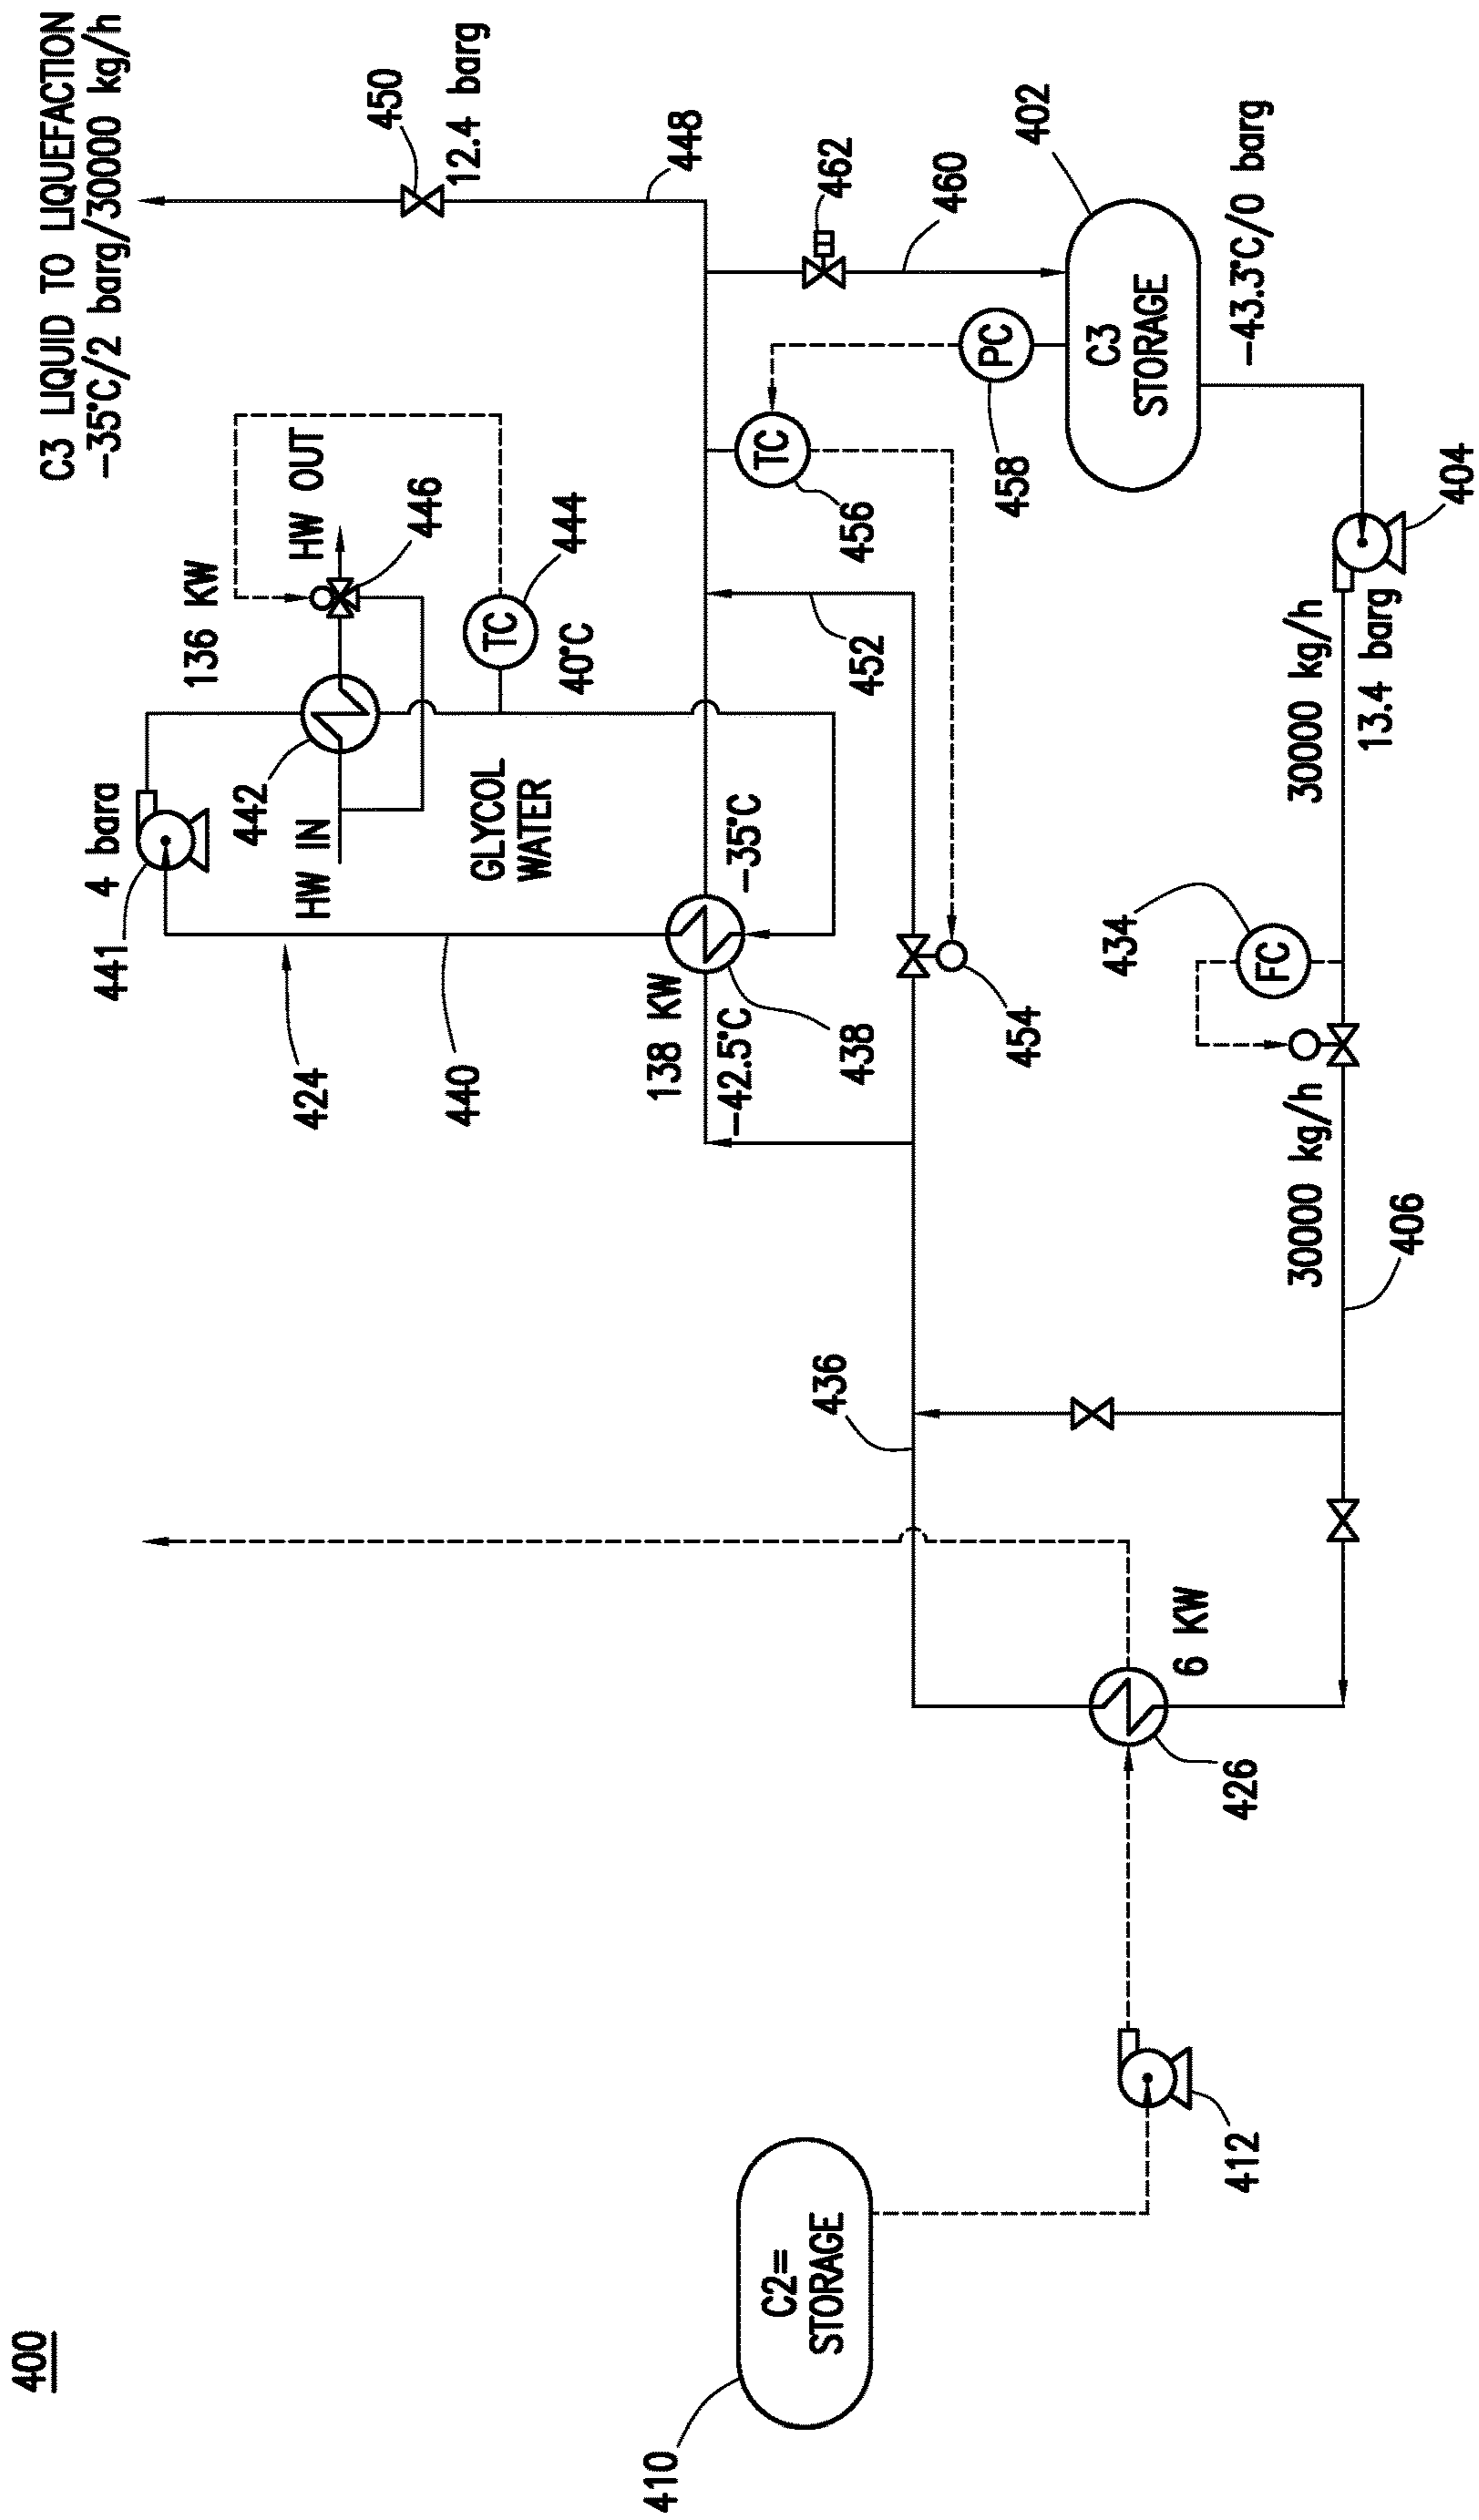 400
C3 LIQUID TO LIQUEFACTION
-35°C/2 barg/30000 kg/h
450
12.4 barg
448
4 bara
441
136 KW
442
HW IN
HW OUT
446
444
TC
40°C
GLYCOL
WATER
424
440
138 KW
-42.5°C
-35°C
438
452
454
TC
456
PC
458
462
460
402
C3
STORAGE
-43.3°C/0 barg
404
30000 kg/h
13.4 barg
434
FC
30000 kg/h
406
436
6 KW
426
412
C2=
STORAGE
410